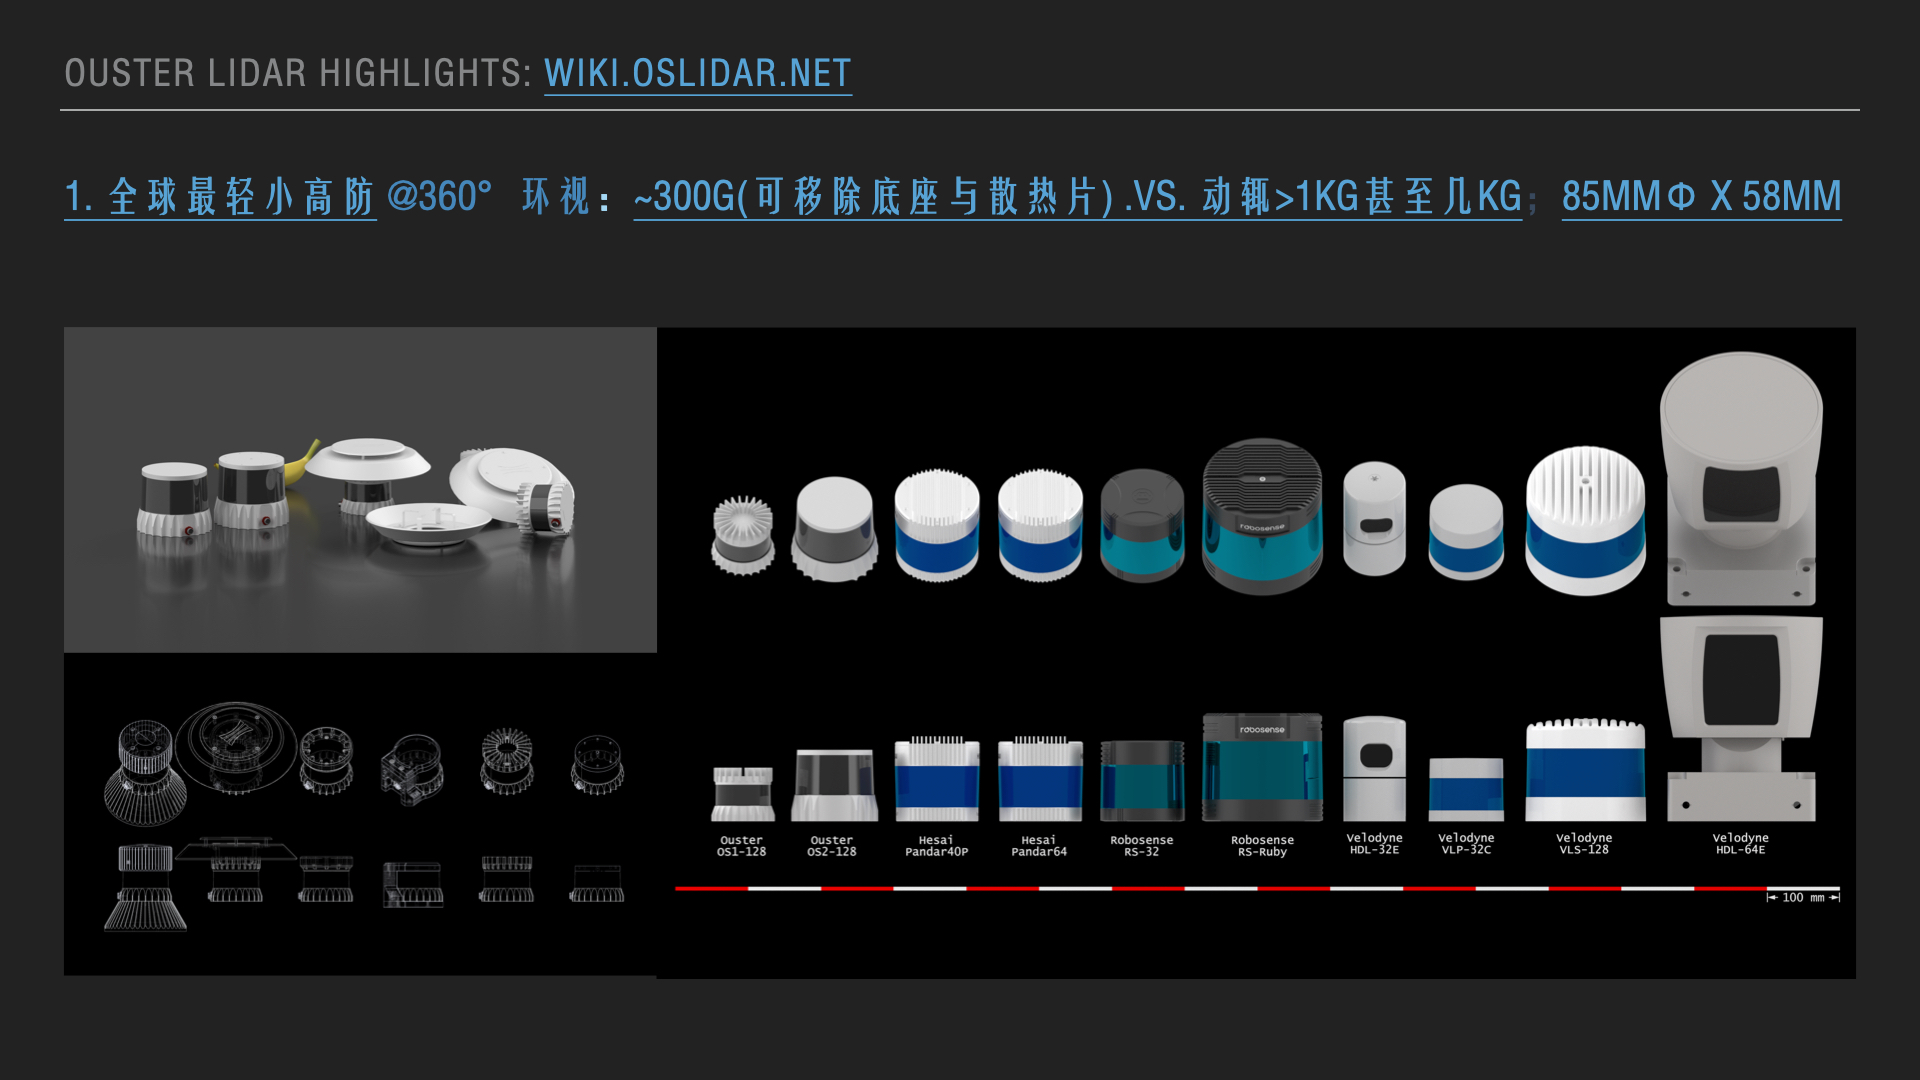 OUSTER LIDAR HIGHLIGHTS: WIKI.OSLIDAR.NET
1. 全球最轻小高防 @360° 环视：~300G(可移除底座与散热片) .VS. 动辄>1KG甚至几KG；85MMΦ X 58MM
robosense
robosense
Ouster OS1-128
Ouster OS2-128
Hesai Pandar40P
Hesai Pandar64
Robosense RS-32
Robosense RS-Ruby
Velodyne HDL-32E
Velodyne VLP-32C
Velodyne VLS-128
Velodyne HDL-64E
100 mm